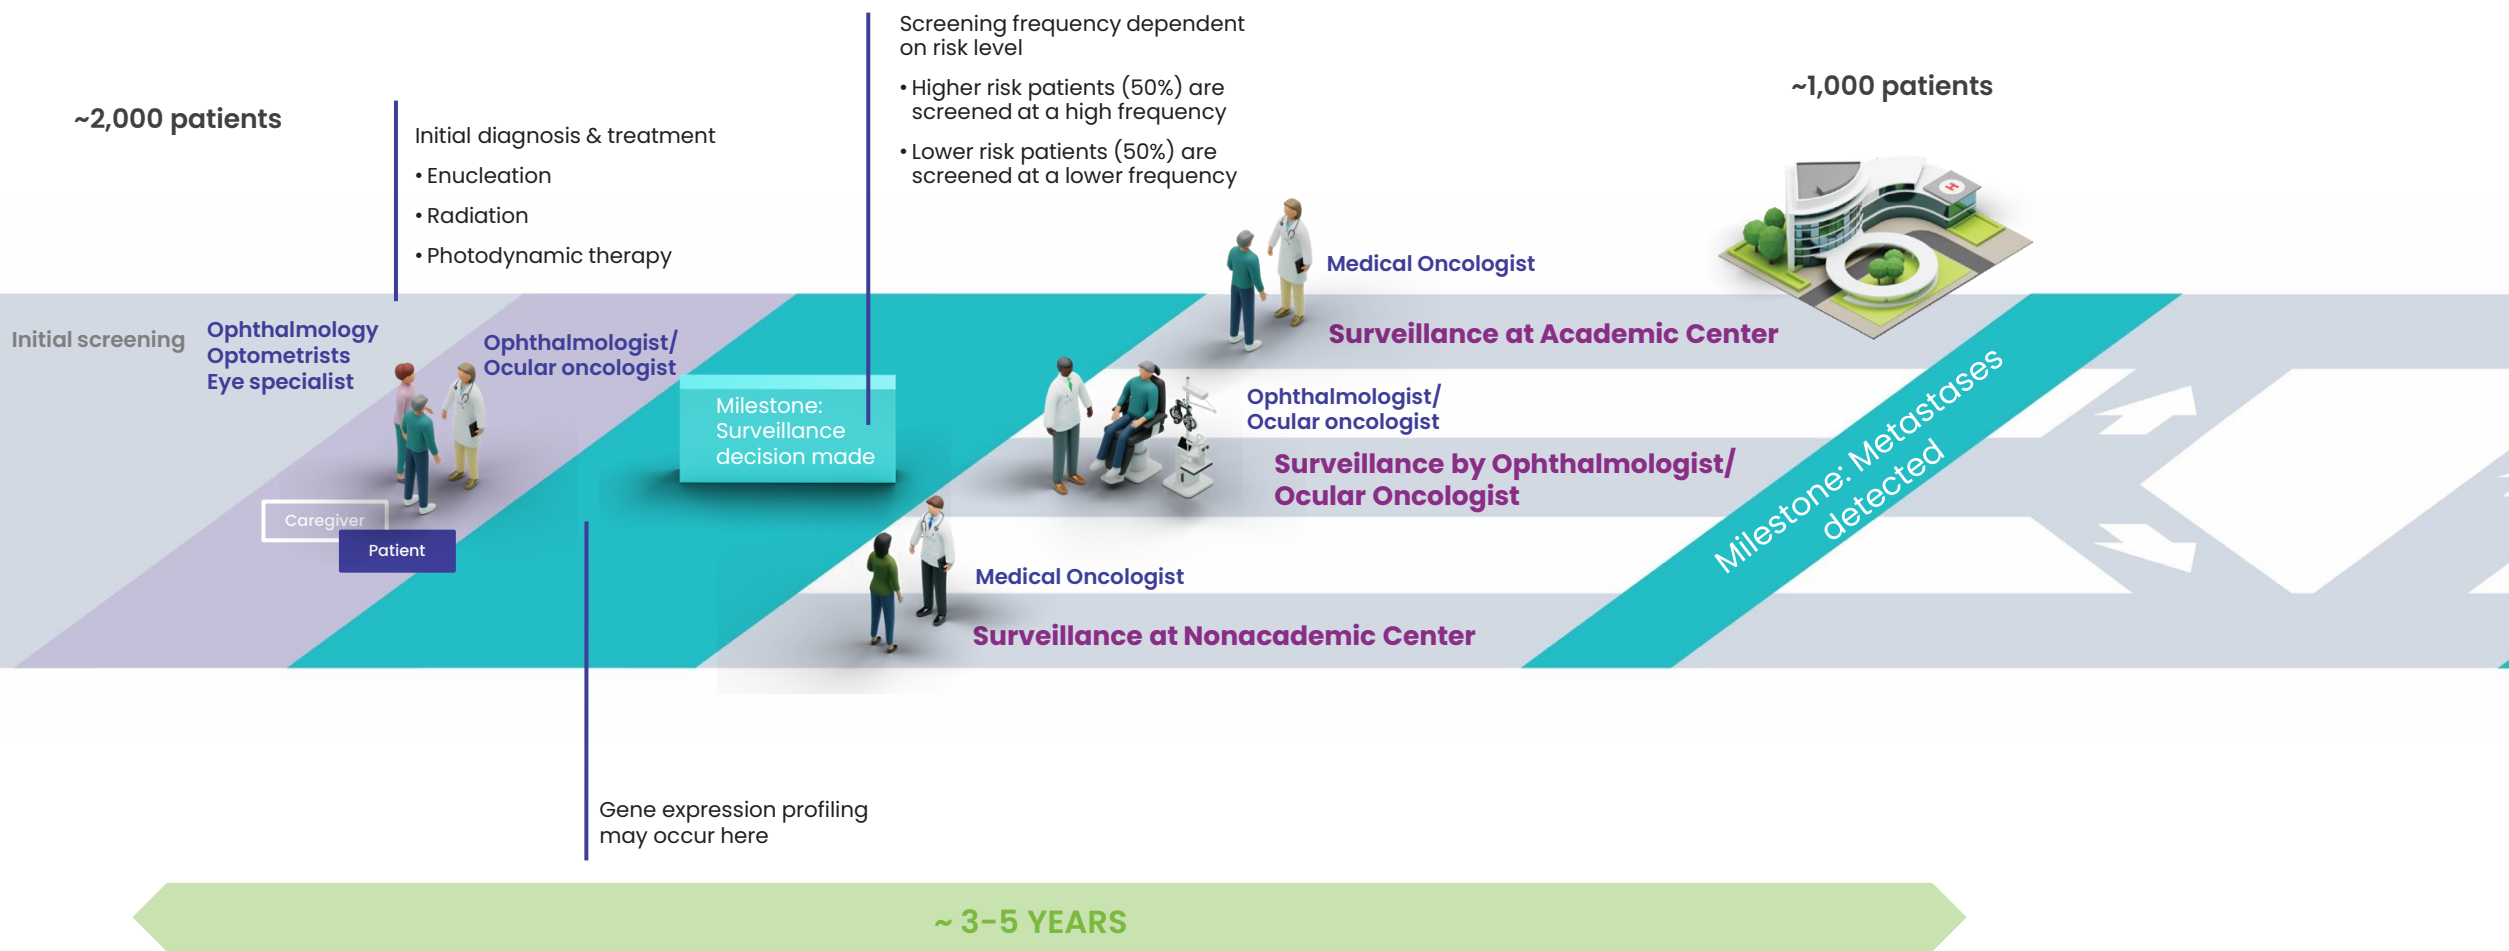 ~2,000 patients
Initial diagnosis & treatment
• Enucleation
• Radiation
• Photodynamic therapy
Screening frequency dependent
on risk level
• Higher risk patients (50%) are
screened at a high frequency
• Lower risk patients (50%) are
screened at a lower frequency
~1,000 patients
Initial screening
Ophthalmology
Optometrists
Eye specialist
Ophthalmologist/
Ocular oncologist
Caregiver
Patient
Milestone:
Surveillance
decision made
Medical Oncologist
Surveillance at Academic Center
H
Ophthalmologist/
Ocular oncologist
Surveillance by Ophthalmologist/
Ocular Oncologist
Medical Oncologist
Surveillance at Nonacademic Center
Milestone: Metastases
detected
Gene expression profiling
may occur here
~ 3-5 YEARS